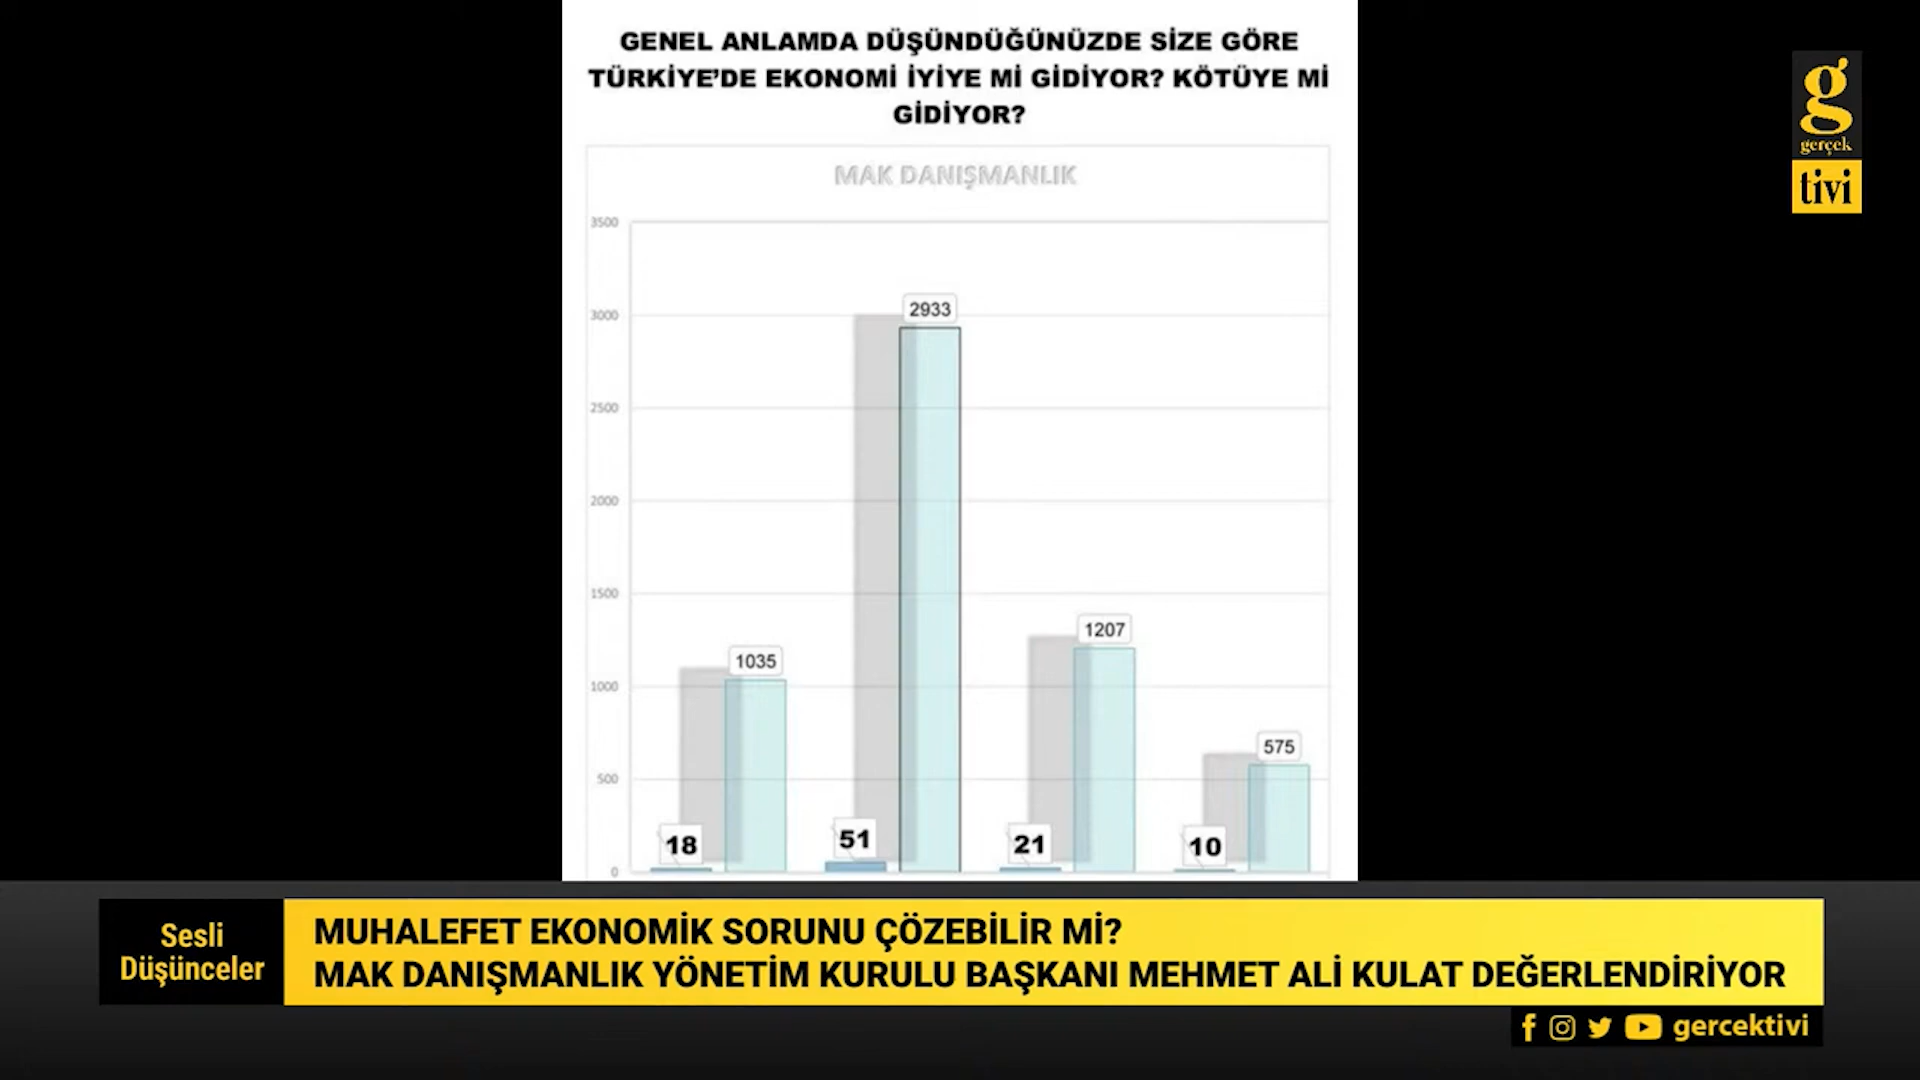 GENEL ANLAMDA DÜŞÜNDÜĞÜNÜZDE SİZE GÖRE
TÜRKİYE'DE EKONOMİ İYİYE Mİ GİDİYOR? KÖTÜYE Mİ
GİDİYOR?
g
gerçek
tivi
MAK DANIŞMANLIK
3500
3000
2500
2000
1500
1000
500
0
2933
1035
1207
575
18
51
21
10
Sesli
Düşünceler
MUHALEFET EKONOMİK SORUNU ÇÖZEBİLİR Mİ?
MAK DANIŞMANLIK YÖNETİM KURULU BAŞKANI MEHMET ALİ KULAT DEĞERLENDİRİYOR
gercektivi